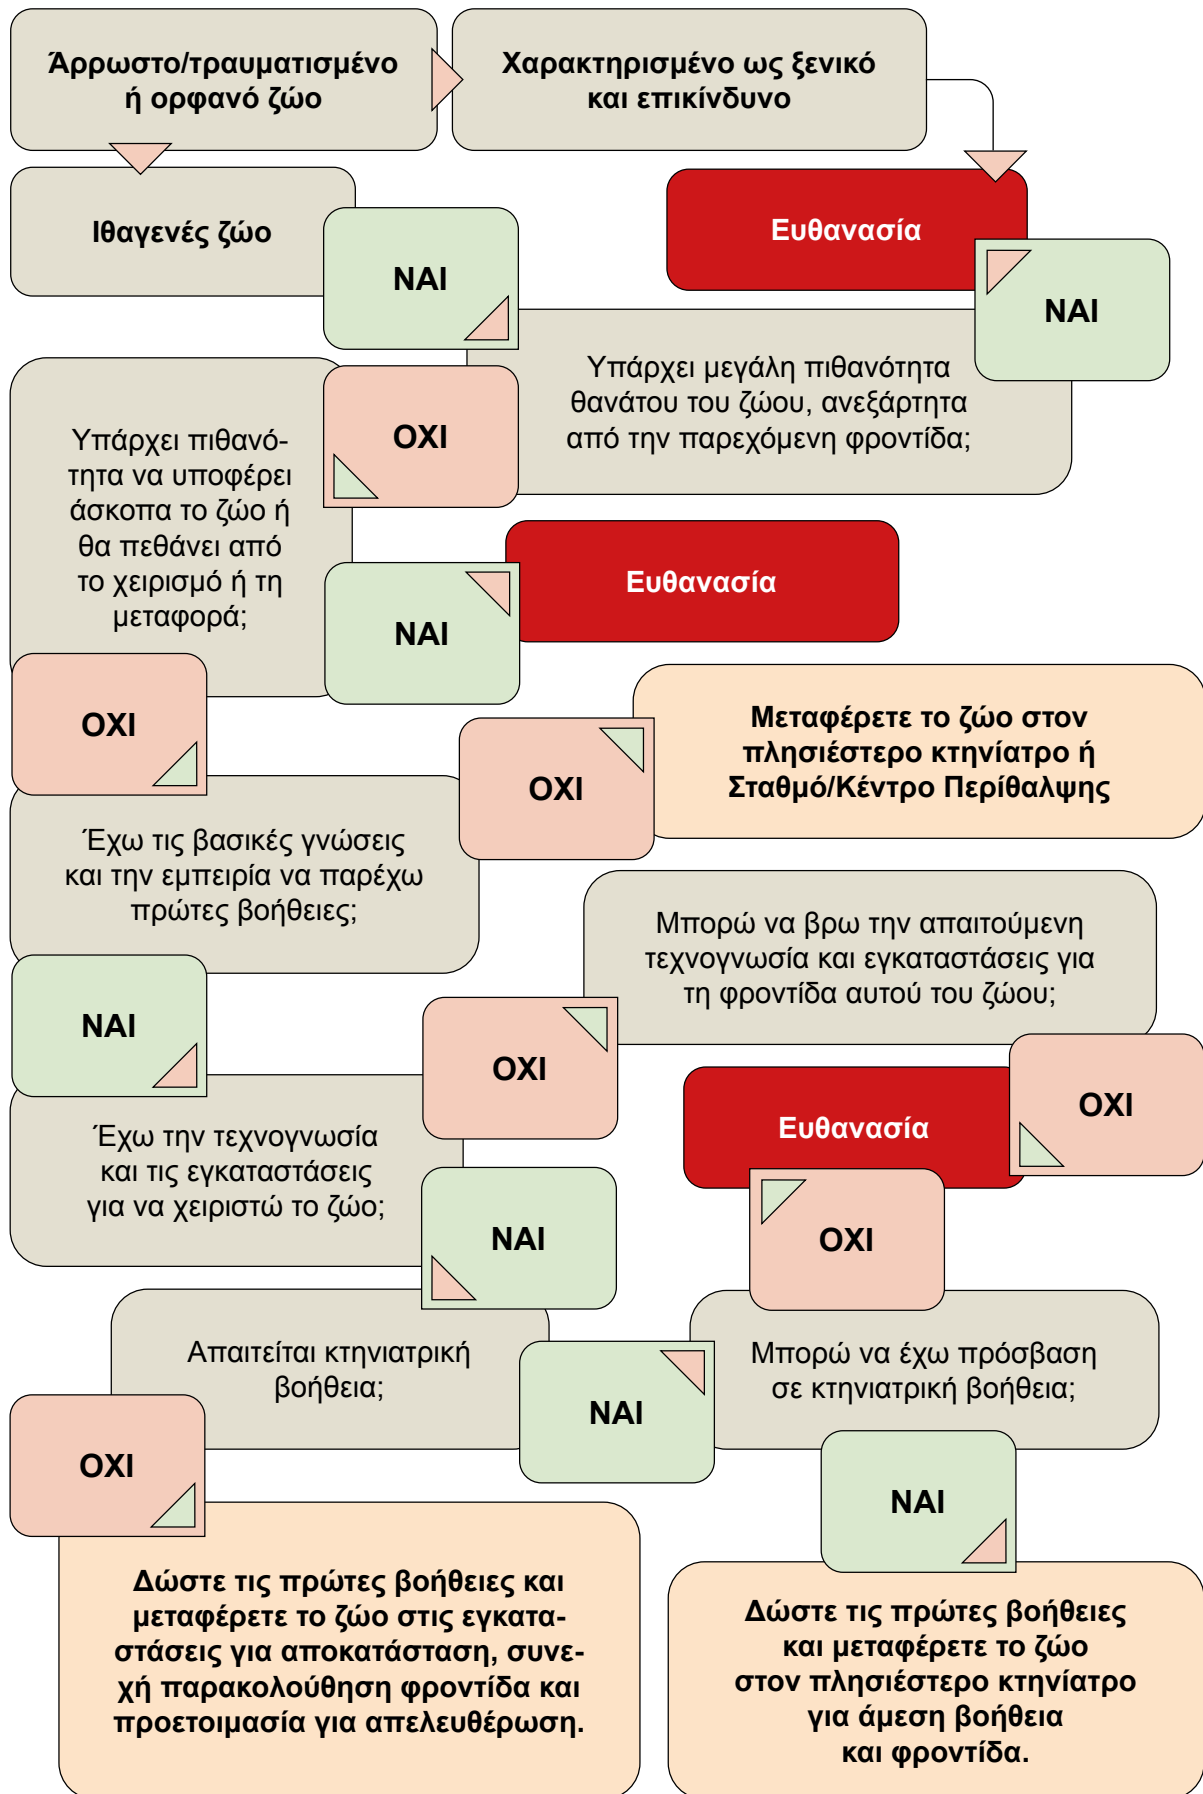 Άρρωστο/τραυματισμένο
ή ορφανό ζώο
Χαρακτηρισμένο ως ξενικό
και επικίνδυνο
Ιθαγενές ζώο
ΝΑΙ
Ευθανασία
ΝΑΙ
Υπάρχει μεγάλη πιθανότητα
θανάτου του ζώου, ανεξάρτητα
από την παρεχόμενη φροντίδα;
ΟΧΙ
Υπάρχει πιθανό-
τητα να υποφέρει
άσκοπα το ζώο ή
θα πεθάνει από
το χειρισμό ή τη
μεταφορά;
ΝΑΙ
Ευθανασία
ΟΧΙ
Έχω τις βασικές γνώσεις
και την εμπειρία να παρέχω
πρώτες βοήθειες;
ΟΧΙ
Μεταφέρετε το ζώο στον
πλησιέστερο κτηνίατρο ή
Σταθμό/Κέντρο Περίθαλψης
ΝΑΙ
Έχω την τεχνογνωσία
και τις εγκαταστάσεις
για να χειριστώ το ζώο;
ΟΧΙ
Μπορώ να βρω την απαιτούμενη
τεχνογνωσία και εγκαταστάσεις για
τη φροντίδα αυτού του ζώου;
ΟΧΙ
Ευθανασία
ΝΑΙ
ΟΧΙ
Απαιτείται κτηνιατρική
βοήθεια;
ΝΑΙ
Μπορώ να έχω πρόσβαση
σε κτηνιατρική βοήθεια;
ΟΧΙ
ΝΑΙ
Δώστε τις πρώτες βοήθειες και
μεταφέρετε το ζώο στις εγκατα-
στάσεις για αποκατάσταση, συνε-
χή παρακολούθηση φροντίδα και
προετοιμασία για απελευθέρωση.
Δώστε τις πρώτες βοήθειες
και μεταφέρετε το ζώο
στον πλησιέστερο κτηνίατρο
για άμεση βοήθεια
και φροντίδα.